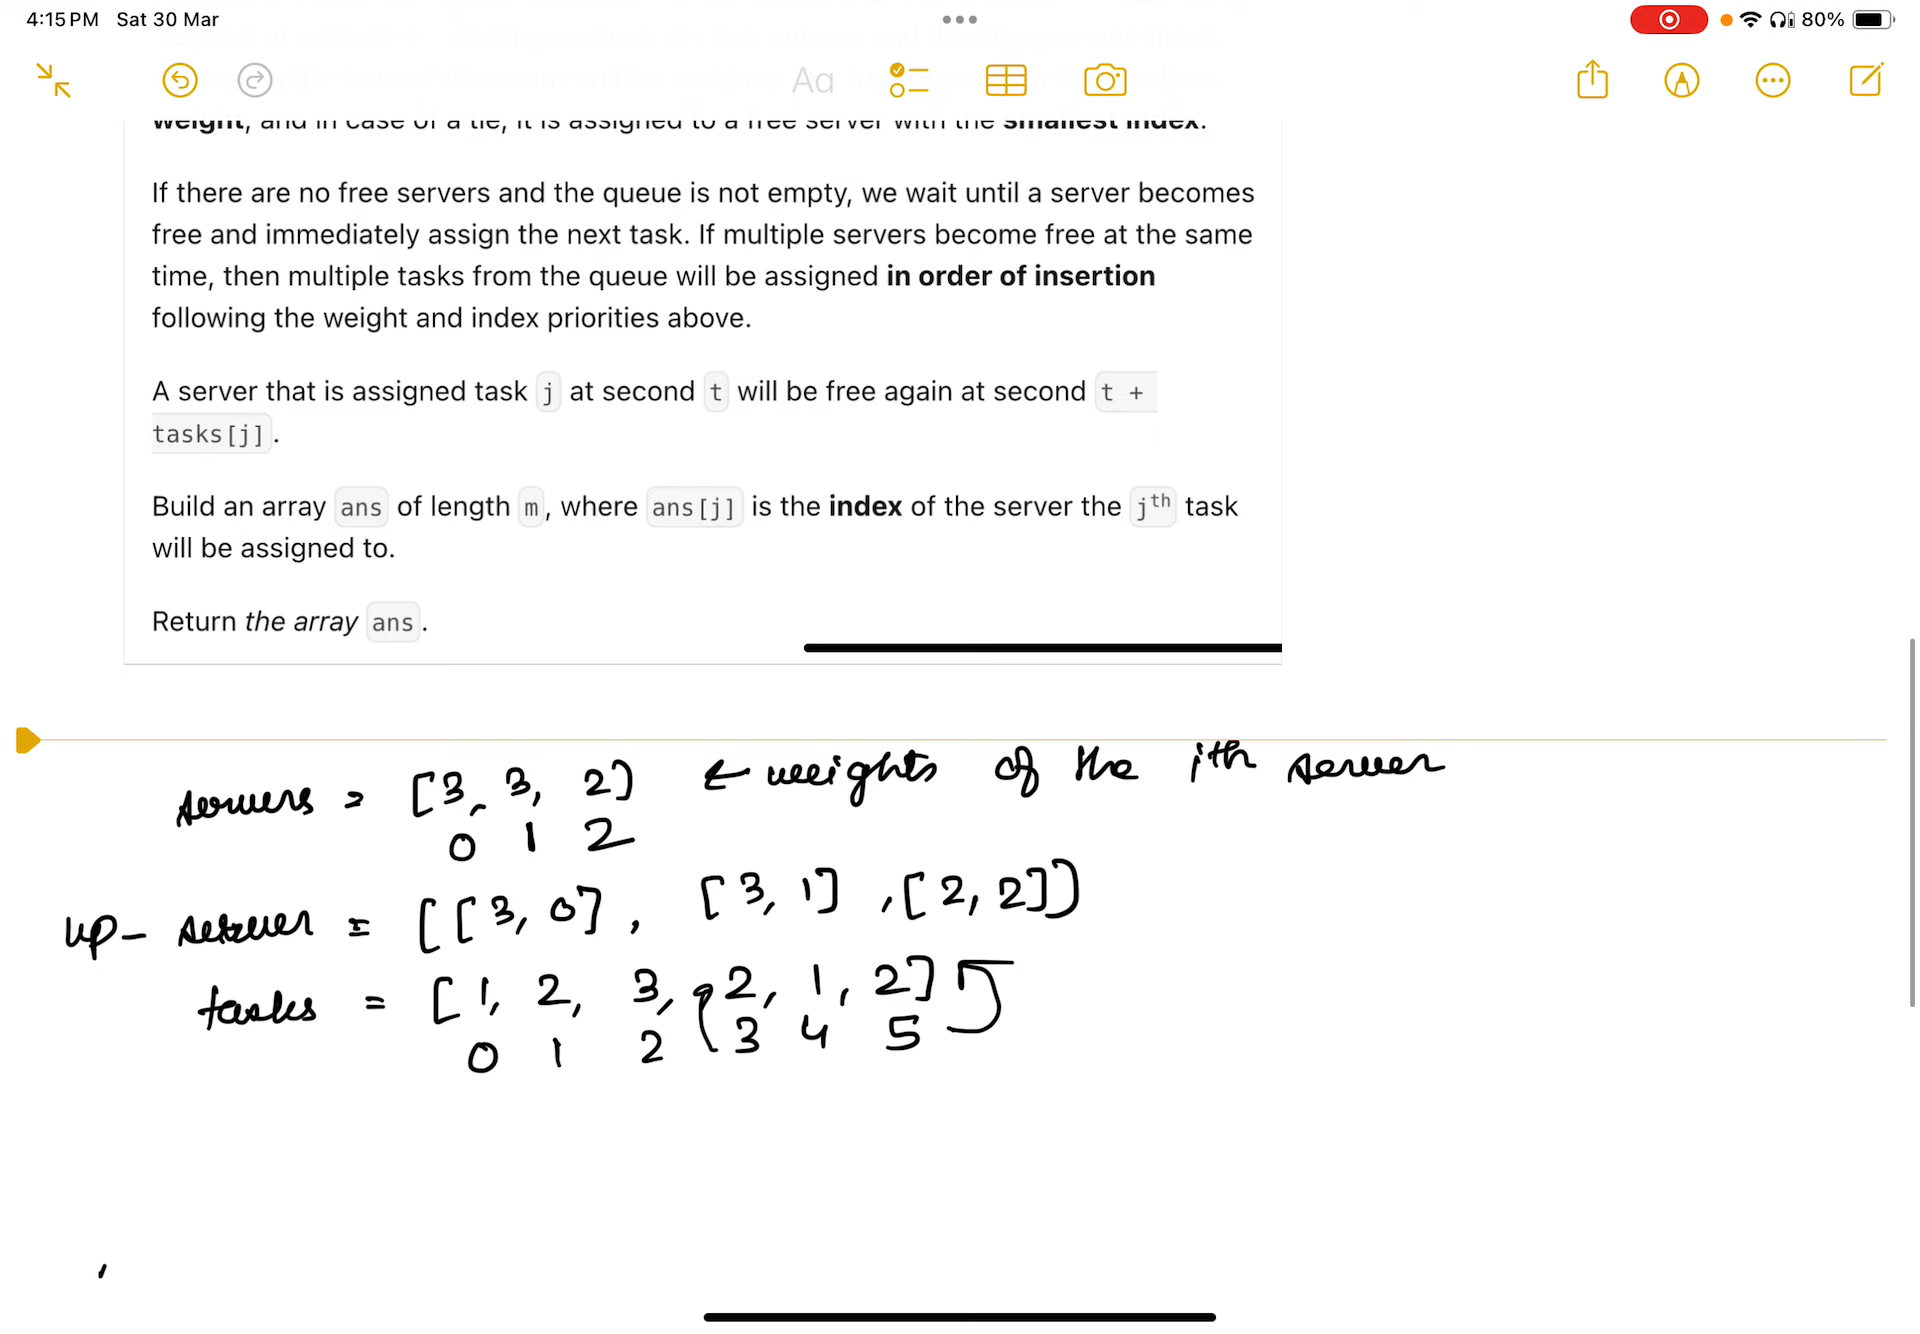 4:15 PM Sat 30 Mar
80%
Aa
weight, and in case of a tie, it is assigned to a free server with the smallest index.
If there are no free servers and the queue is not empty, we wait until a server becomes
free and immediately assign the next task. If multiple servers become free at the same
time, then multiple tasks from the queue will be assigned in order of insertion
following the weight and index priorities above.
A server that is assigned task j at second t will be free again at second t +
tasks[j].
Build an array ans of length m, where ans[j] is the index of the server the jth task
will be assigned to.
Return the array ans.
servers = [3, 3, 2] ← weights of the ith server
0 1 2
up-server = [[3, 0], [3, 1], [2, 2]]
tasks = [1, 2, 3, 2, 1, 2]
0 1 2 3 4 5